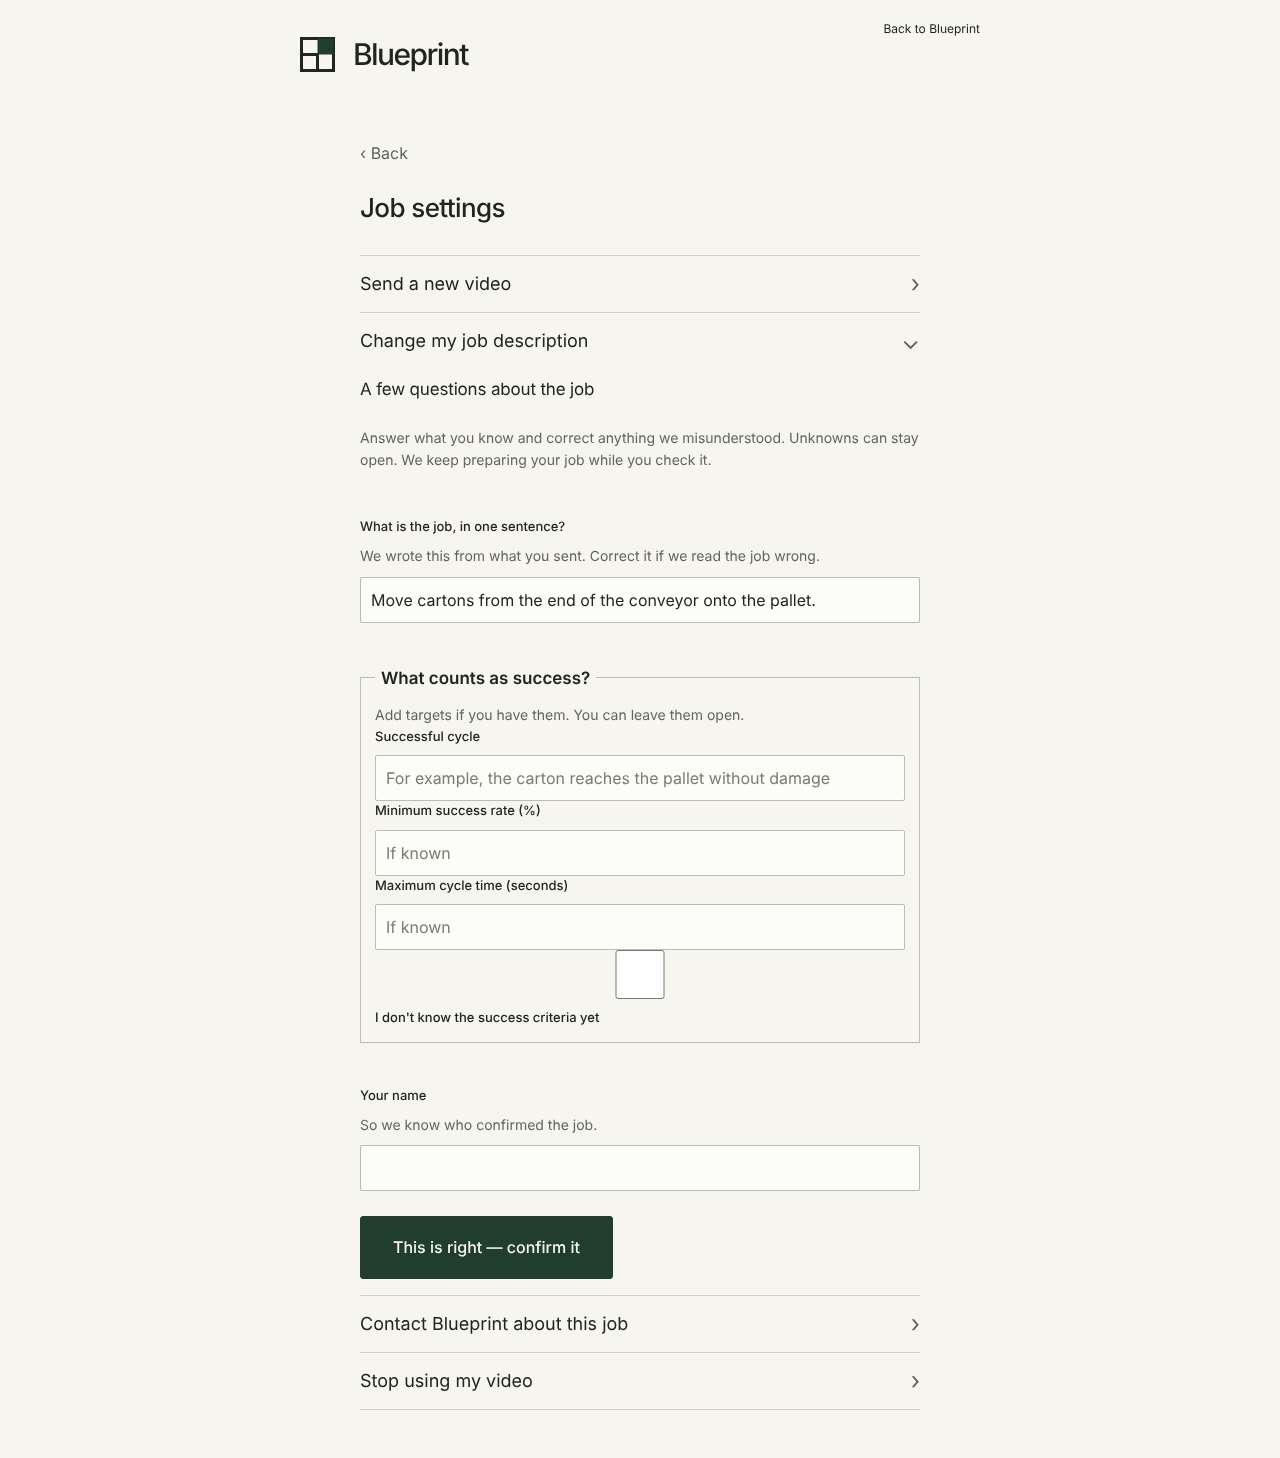 Back to Blueprint
Blueprint
‹ Back
Job settings
Send a new video
Change my job description
A few questions about the job
Answer what you know and correct anything we misunderstood. Unknowns can stay
open. We keep preparing your job while you check it.
What is the job, in one sentence?
We wrote this from what you sent. Correct it if we read the job wrong.
Move cartons from the end of the conveyor onto the pallet.
What counts as success?
Add targets if you have them. You can leave them open.
Successful cycle
For example, the carton reaches the pallet without damage
Minimum success rate (%)
If known
Maximum cycle time (seconds)
If known
I don't know the success criteria yet
Your name
So we know who confirmed the job.
This is right — confirm it
Contact Blueprint about this job
Stop using my video